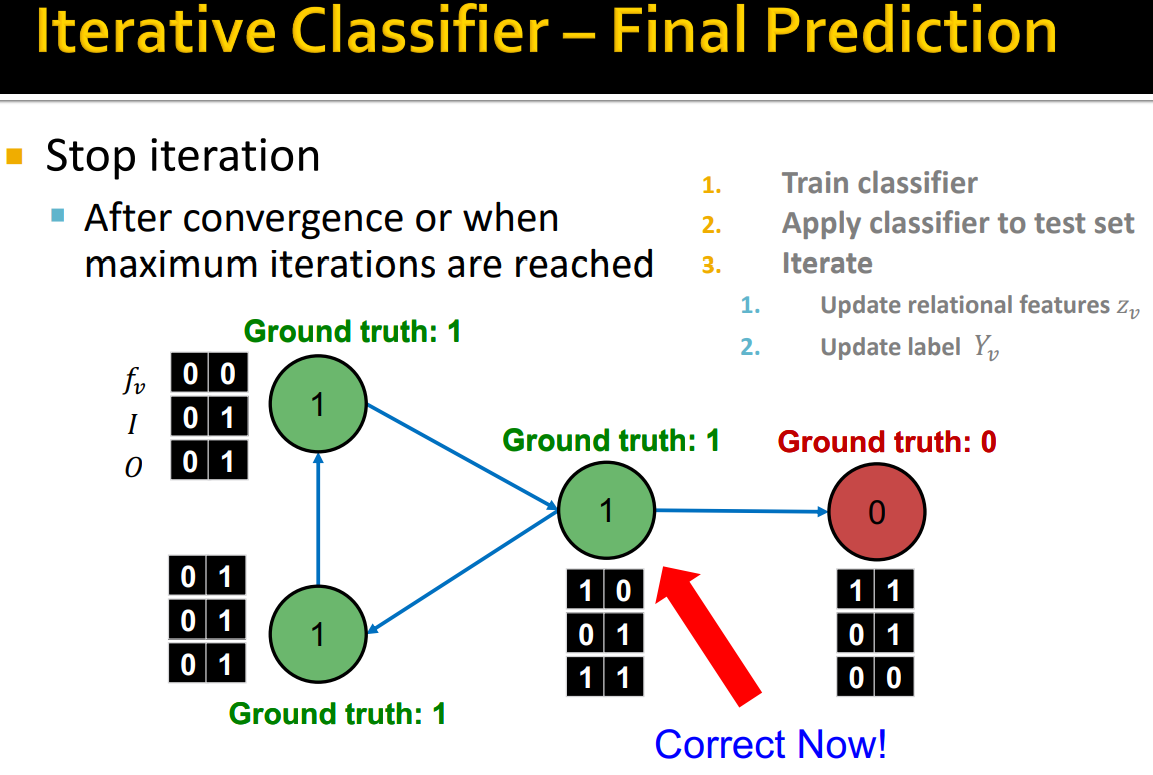 Iterative Classifier – Final Prediction
Stop iteration
After convergence or when
maximum iterations are reached
1. Train classifier
2. Apply classifier to test set
3. Iterate
1. Update relational features z_v
2. Update label Y_v
Ground truth: 1
f_v 0 0
I 0 1
O 0 1
1
Ground truth: 1
1
Ground truth: 0
0
0 1
0 1
0 1
1
Ground truth: 1
1 0
0 1
1 1
1 1
0 1
0 0
Correct Now!